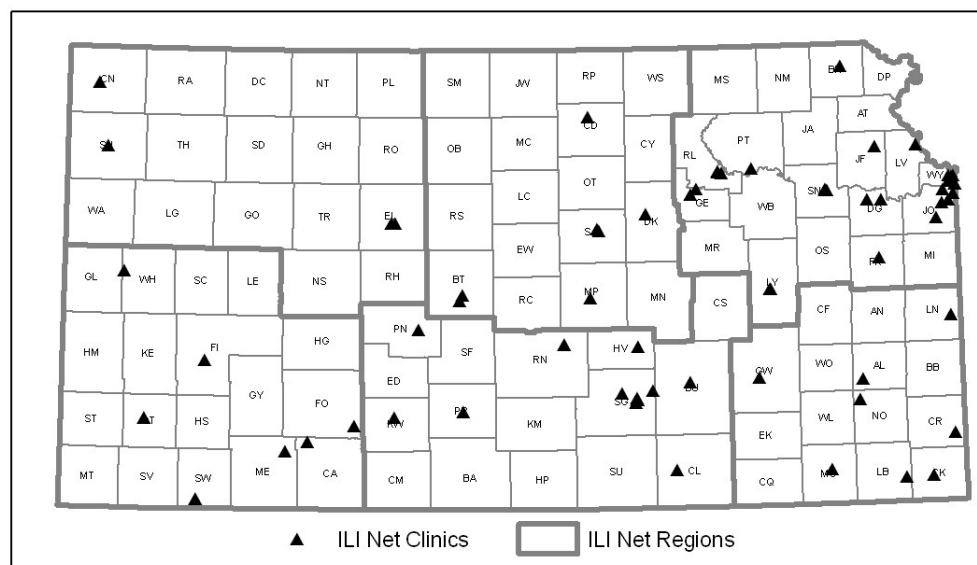 CN RA DC NT PL SM JW RP WS MS NM BR DP
SH TH SD GH RO OB MC CD CY RL PT JA AT JF LV WY
WA LG GO TR EL RS LC OT DK GE WB SN DG JO
EW SA MR OS FR MI
GL WH SC LE NS RH BT RC MP MN CS LY CF AN LN
HM KE FI HG PN SF RN HV GW WO AL BB
GY ED SG BU
ST GT HS FO KW PR KM WL NO CR
MT SV SW ME CA CM BA HP SU CL EK CQ MG LB CK
ILI Net Clinics ILI Net Regions